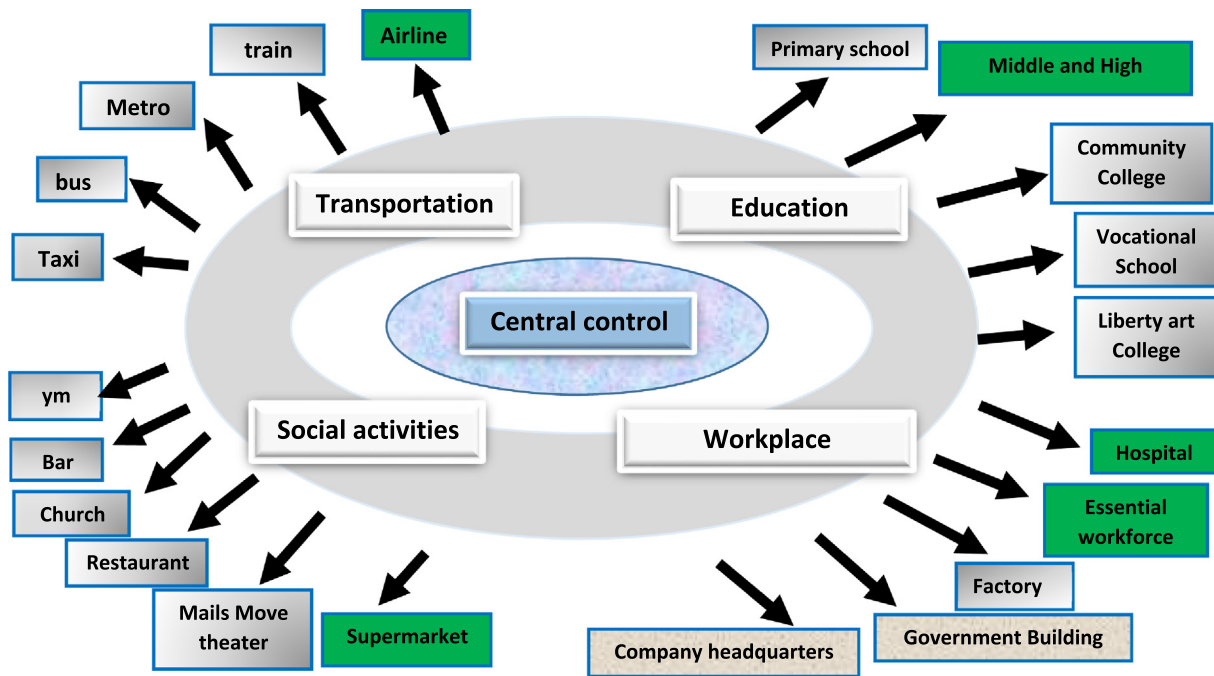 Airline
train
Metro
bus
Taxi
Primary school
Middle and High
Community
College
Vocational
School
Liberty art
College
Transportation
Education
Central control
Social activities
Workplace
ym
Bar
Church
Restaurant
Mails Move
theater
Supermarket
Hospital
Essential
workforce
Factory
Government Building
Company headquarters